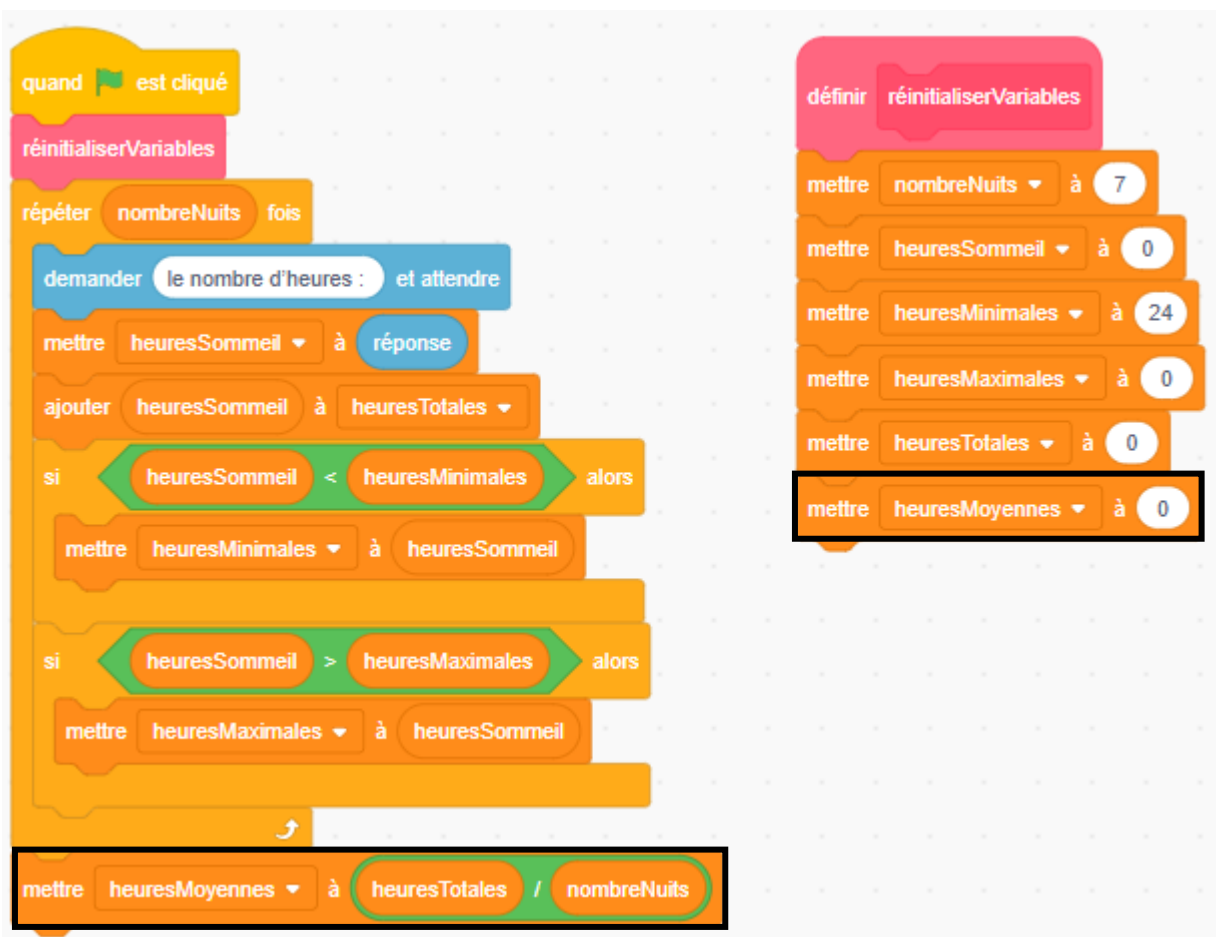 quand est cliqué
réinitialiserVariables
répéter nombreNuits fois
demander le nombre d'heures : et attendre
mettre heuresSommeil à réponse
ajouter heuresSommeil à heuresTotales
si heuresSommeil < heuresMinimales alors
mettre heuresMinimales à heuresSommeil
si heuresSommeil > heuresMaximales alors
mettre heuresMaximales à heuresSommeil
mettre heuresMoyennes à heuresTotales / nombreNuits
définir réinitialiserVariables
mettre nombreNuits à 7
mettre heuresSommeil à 0
mettre heuresMinimales à 24
mettre heuresMaximales à 0
mettre heuresTotales à 0
mettre heuresMoyennes à 0